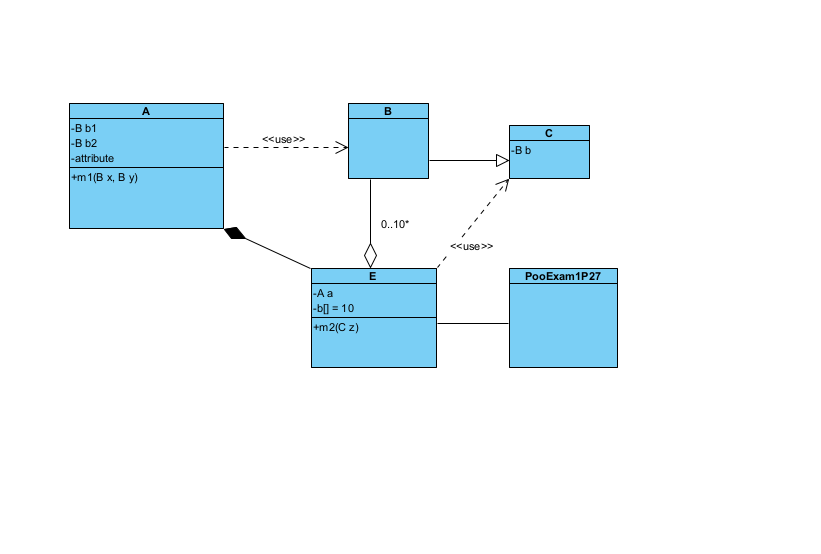 A
-B b1
-B b2
-attribute
+m1(B x, B y)
<<use>>
B
C
-B b
0..10*
<<use>>
E
-A a
-b[] = 10
+m2(C z)
PooExam1P27